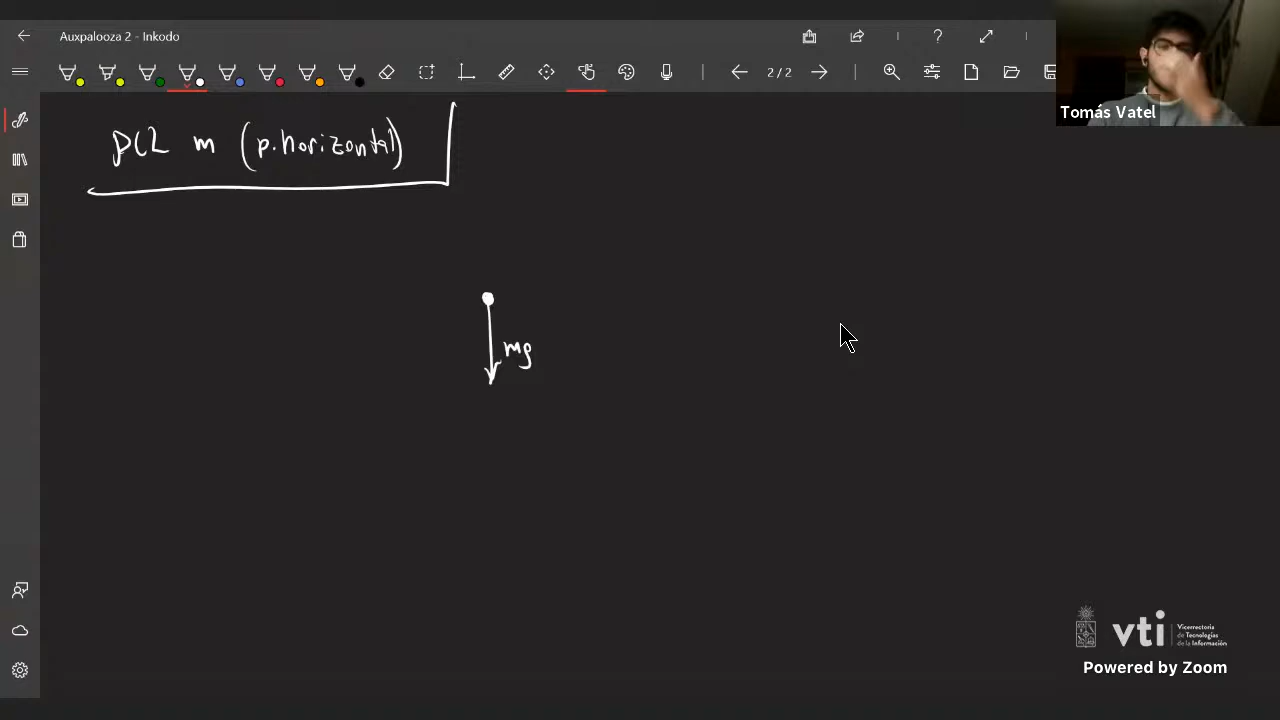 Auxpalooza 2 - Inkodo
2/2
Tomás Vatel
DCL m (p.horizontal)
mg
vti
Vicerrectoría
de Tecnologías
de la Información
Powered by Zoom